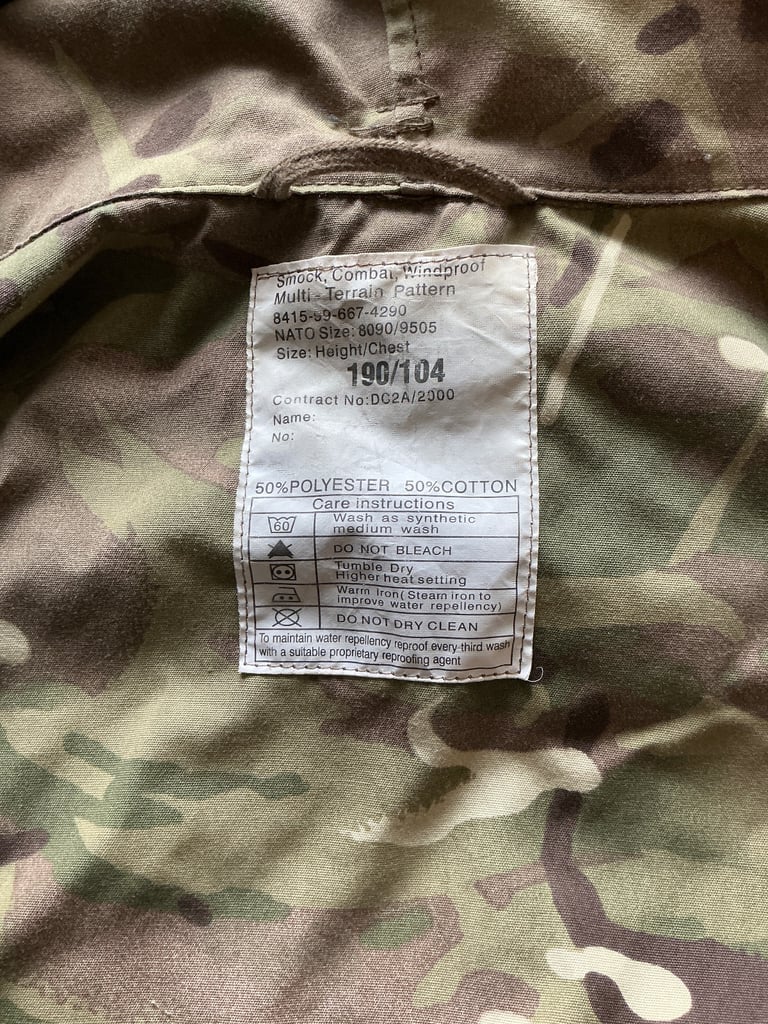 Smock, Combat, Windproof
Multi - Terrain Pattern
8415-99-667-4290
NATO Size: 8090/9505
Size: Height/Chest
190/104
Contract No:DC2A/2000
Name:
No:
50%POLYESTER 50%COTTON
Care instructions
60
Wash as synthetic
medium wash
DO NOT BLEACH
Tumble Dry
Higher heat setting
Warm Iron( Steam iron to
improve water repellency)
DO NOT DRY CLEAN
To maintain water repellency reproof every-third wash
with a suitable proprietary reproofing agent